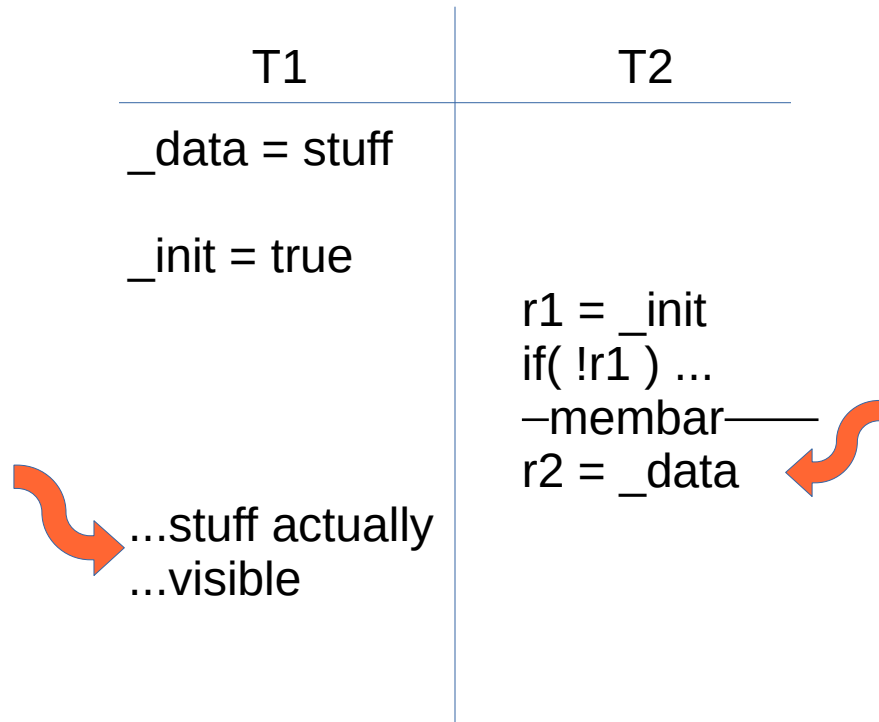 T1
T2
_data = stuff
_init = true
r1 = _init
if( !r1 ) ...
–membar——
r2 = _data
...stuff actually
...visible